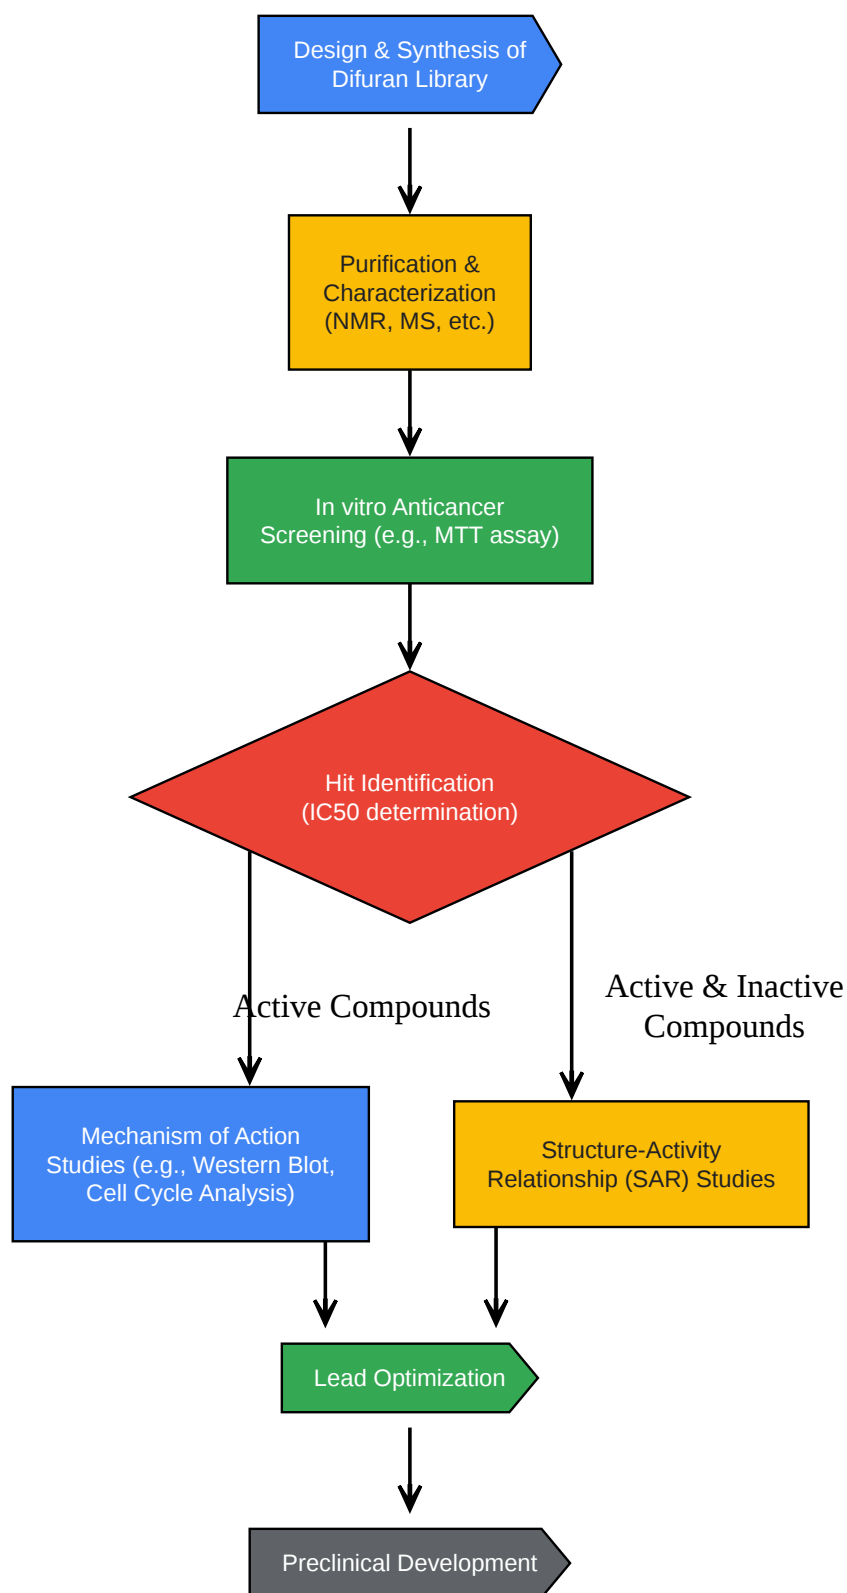 Design & Synthesis of
Difuran Library
Purification &
Characterization
(NMR, MS, etc.)
In vitro Anticancer
Screening (e.g., MTT assay)
Hit Identification
(IC50 determination)
Active Compounds
Active & Inactive
Compounds
Mechanism of Action
Studies (e.g., Western Blot,
Cell Cycle Analysis)
Structure-Activity
Relationship (SAR) Studies
Lead Optimization
Preclinical Development